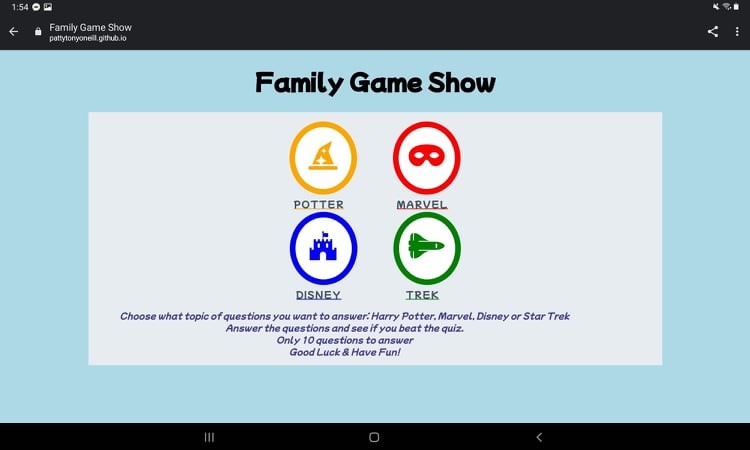 1:54
Family Game Show
pattytonyoneill.github.io
Family Game Show
POTTER
MARVEL
DISNEY
TREK
Choose what topic of questions you want to answer: Harry Potter, Marvel, Disney or Star Trek
Answer the questions and see if you beat the quiz.
Only 10 questions to answer
Good Luck & Have Fun!